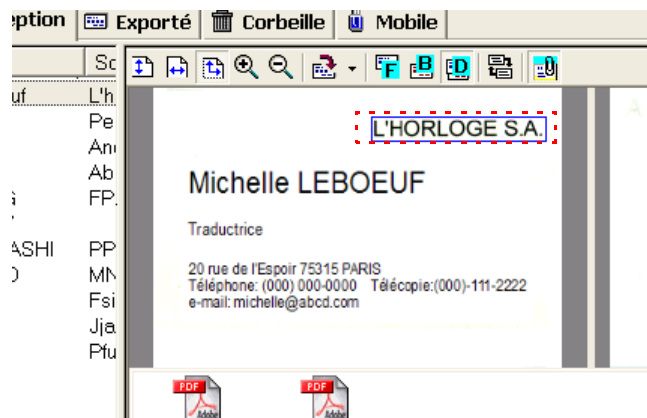 eption Exporté Corbeille Mobile
Sc
uf L'h
Pe
An
Ab
FP.
ASHI PP
MN
Fsi
Jja
Pfu
F B D
L'HORLOGE S.A.
Michelle LEBOEUF
Traductrice
20 rue de l'Espoir 75315 PARIS
Téléphone: (000) 000-0000 Télécopie:(000)-111-2222
e-mail: michelle@abcd.com
PDF PDF
Adobe Adobe